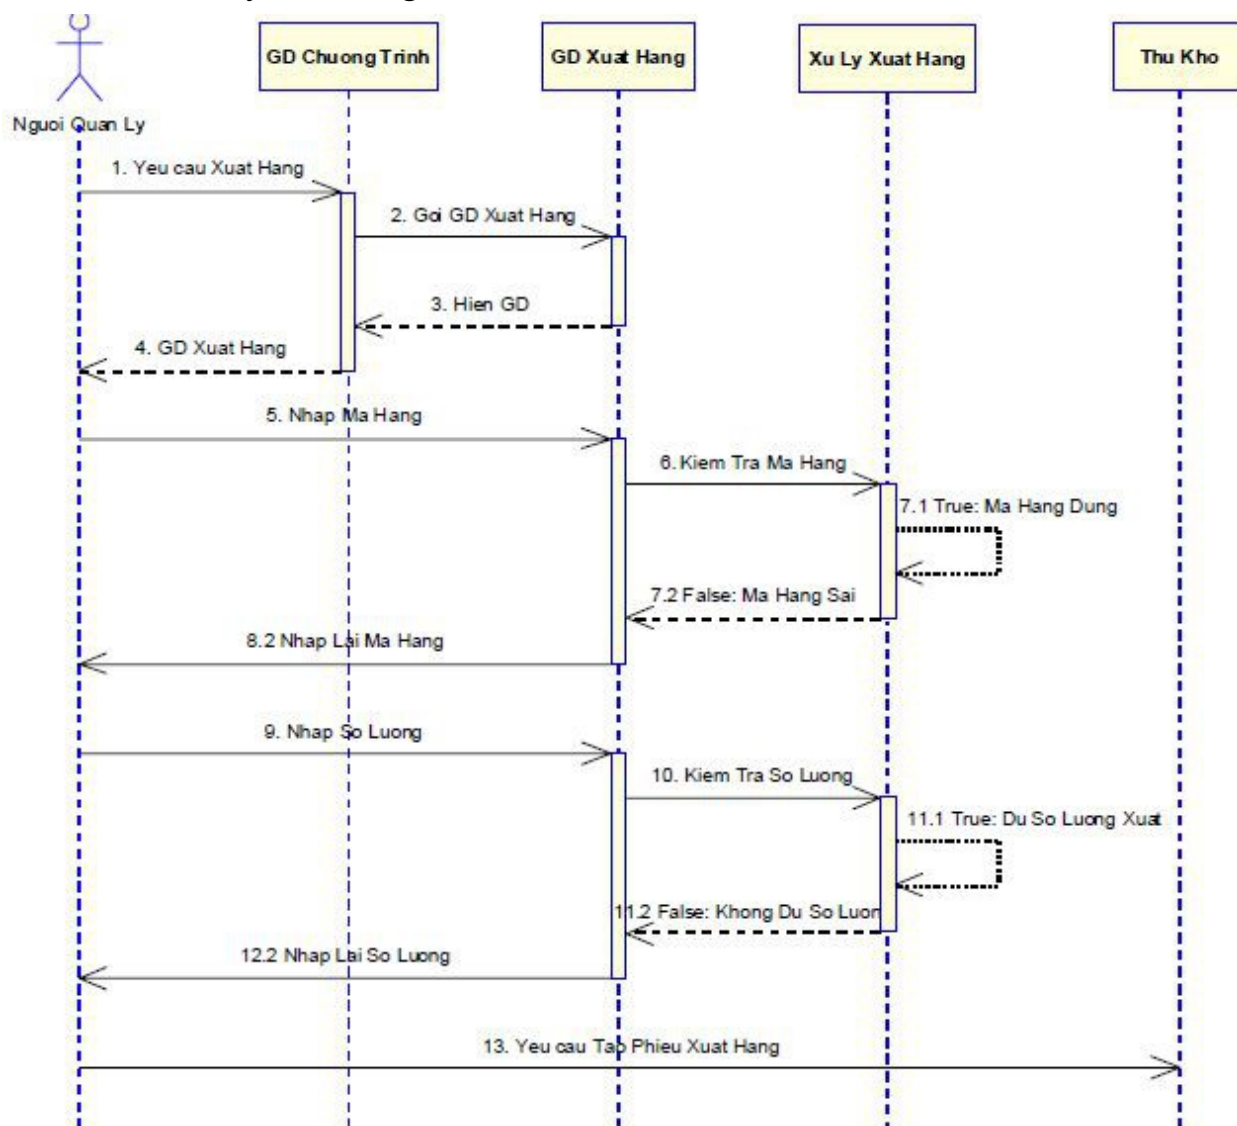 GD Chuong Trinh
GD Xuat Hang
Xu Ly Xuat Hang
Thu Kho
Nguoi Quan Ly
1. Yeu cau Xuat Hang
2. Goi GD Xuat Hang
3. Hien GD
4. GD Xuat Hang
5. Nhap Ma Hang
6. Kiem Tra Ma Hang
7.1 True: Ma Hang Dung
7.2 False: Ma Hang Sai
8.2 Nhap Lai Ma Hang
9. Nhap So Luong
10. Kiem Tra So Luong
11.1 True: Du So Luong Xuat
11.2 False: Khong Du So Luon
12.2 Nhap Lai So Luong
13. Yeu cau Tao Phieu Xuat Hang